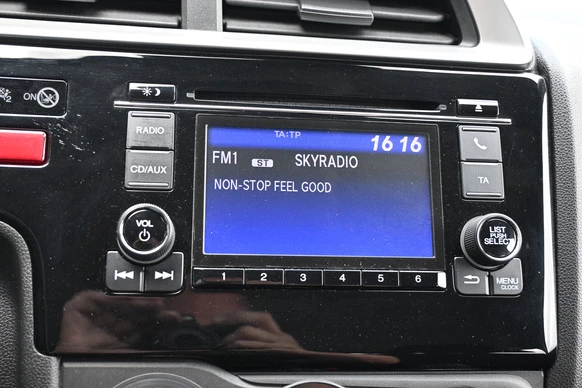 ON
RADIO
CD/AUX
VOL
TA:TP
16 16
FM1 ST SKYRADIO
NON-STOP FEEL GOOD
1 2 3 4 5 6
TA
LIST
PUSH
SELECT
MENU
CLOCK